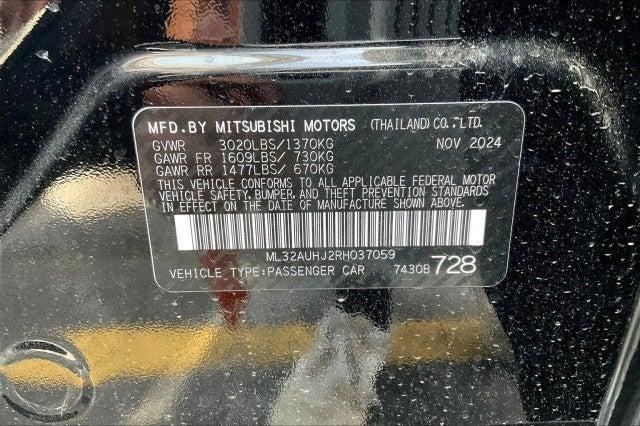 MFD.BY MITSUBISHI MOTORS (THAILAND)CO.,LTD.
GVWR 3020LBS/1370KG NOV 2024
GAWR FR 1609LBS/ 730KG
GAWR RR 1477LBS/ 670KG
THIS VEHICLE CONFORMS TO ALL APPLICABLE FEDERAL MOTOR
VEHICLE SAFETY, BUMPER, AND THEFT PREVENTION STANDARDS
IN EFFECT ON THE DATE OF MANUFACTURE SHOWN ABOVE.
ML32AUHJ2RH037059
VEHICLE TYPE:PASSENGER CAR 7430B 728